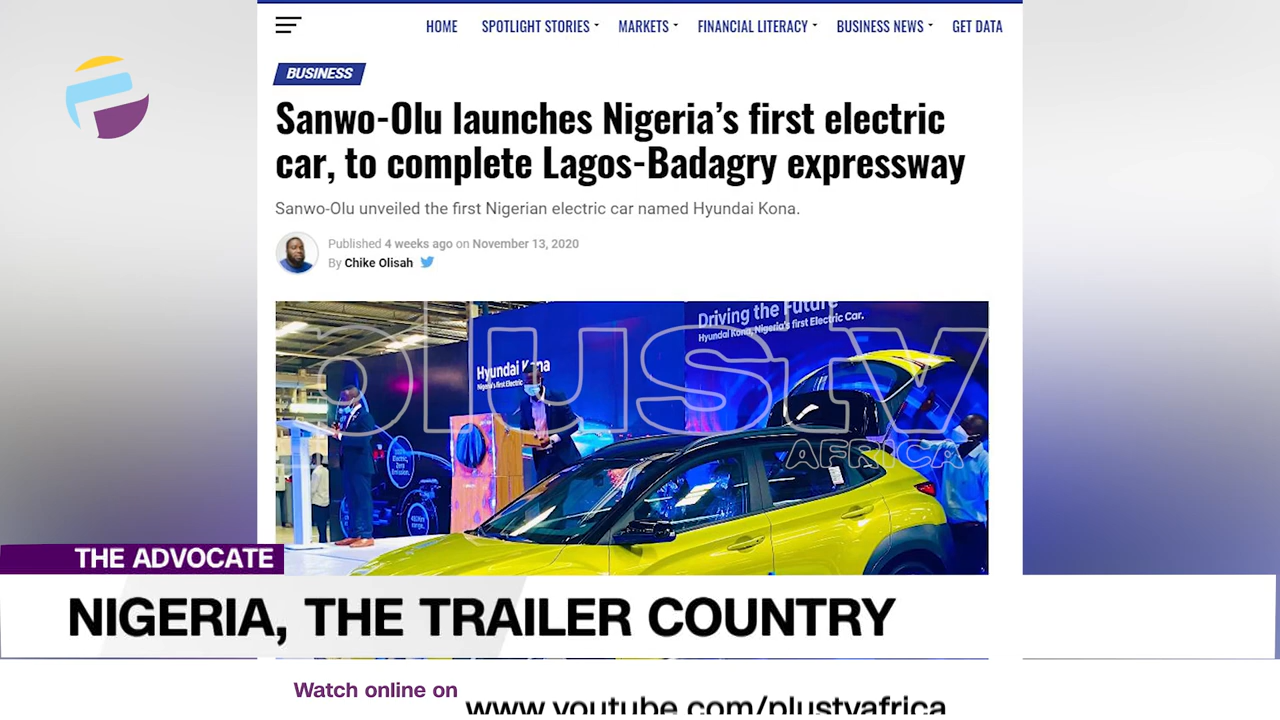 HOME SPOTLIGHT STORIES MARKETS FINANCIAL LITERACY BUSINESS NEWS GET DATA
BUSINESS
Sanwo-Olu launches Nigeria's first electric
car, to complete Lagos-Badagry expressway
Sanwo-Olu unveiled the first Nigerian electric car named Hyundai Kona.
Published 4 weeks ago on November 13, 2020
By Chike Olisah
Driving the Future
Hyundai Kona, Nigeria's first Electric Car.
Hyundai Kona
Nigeria's first Electric
plustv
AFRICA
THE ADVOCATE
NIGERIA, THE TRAILER COUNTRY
Watch online on
www.youtube.com/plustvafrica